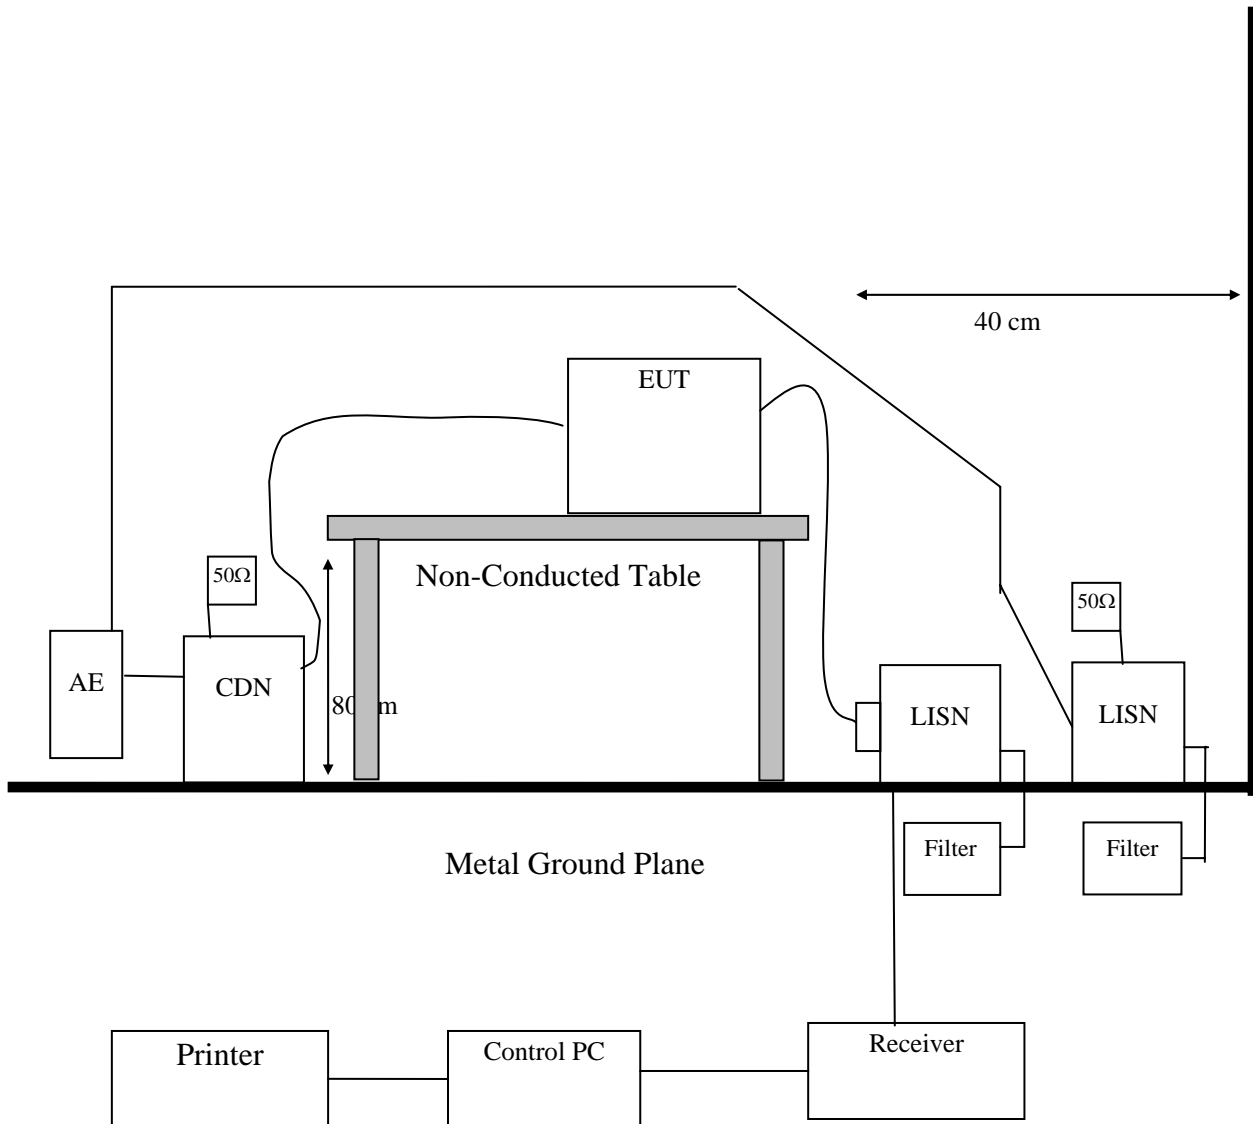 40 cm
EUT
50Ω
Non-Conducted Table
50Ω
AE
CDN
80
m
LISN
LISN
Filter
Filter
Metal Ground Plane
Printer
Control PC
Receiver